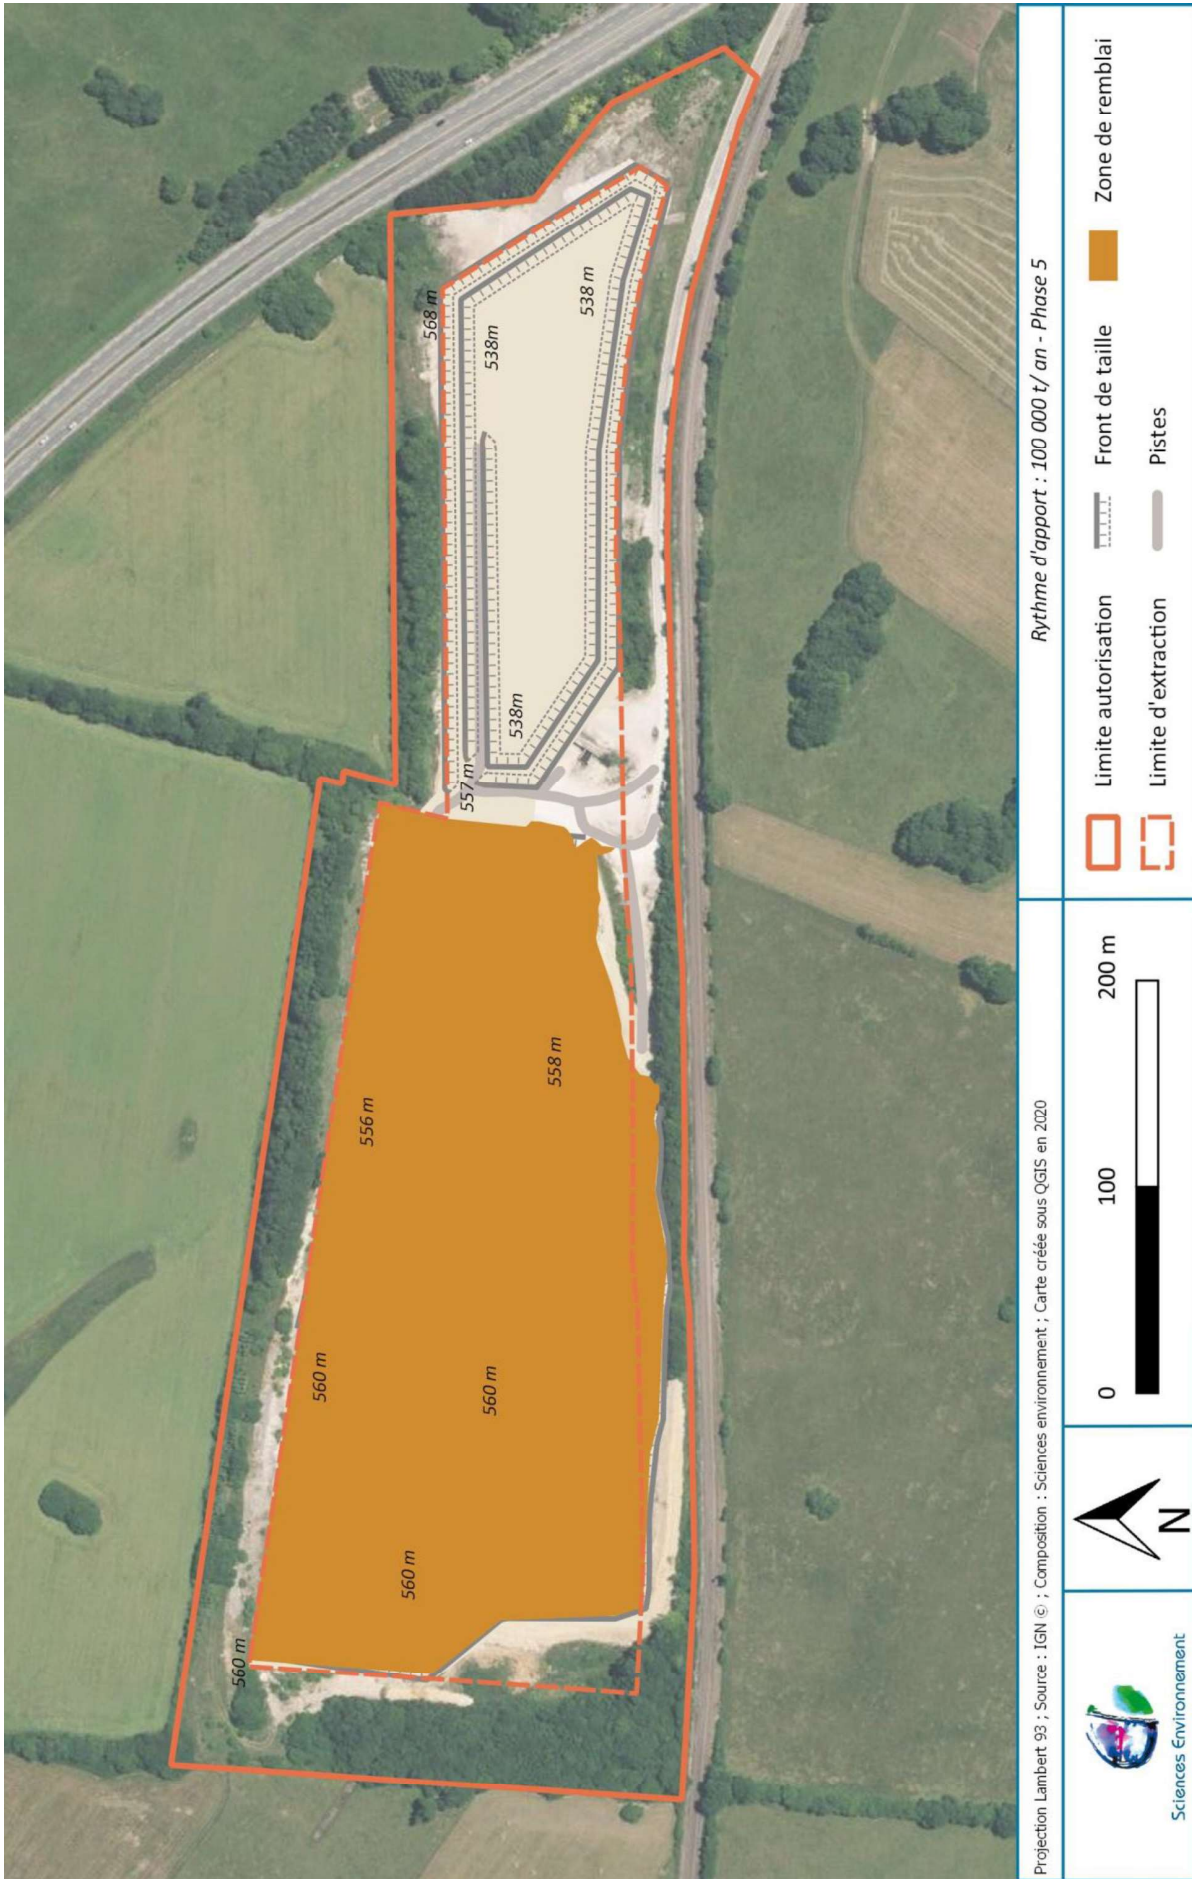 568 m
538m
538 m
538m
557 m
556 m
558 m
560 m
560 m
560 m
560 m
Projection Lambert 93 ; Source : IGN © ; Composition : Sciences environnement ; Carte créée sous QGIS en 2020
Rythme d'apport : 100 000 t/ an - Phase 5
Sciences Environnement
N
0 100 200 m
Limite autorisation
Front de taille
Zone de remblai
Limite d'extraction
Pistes